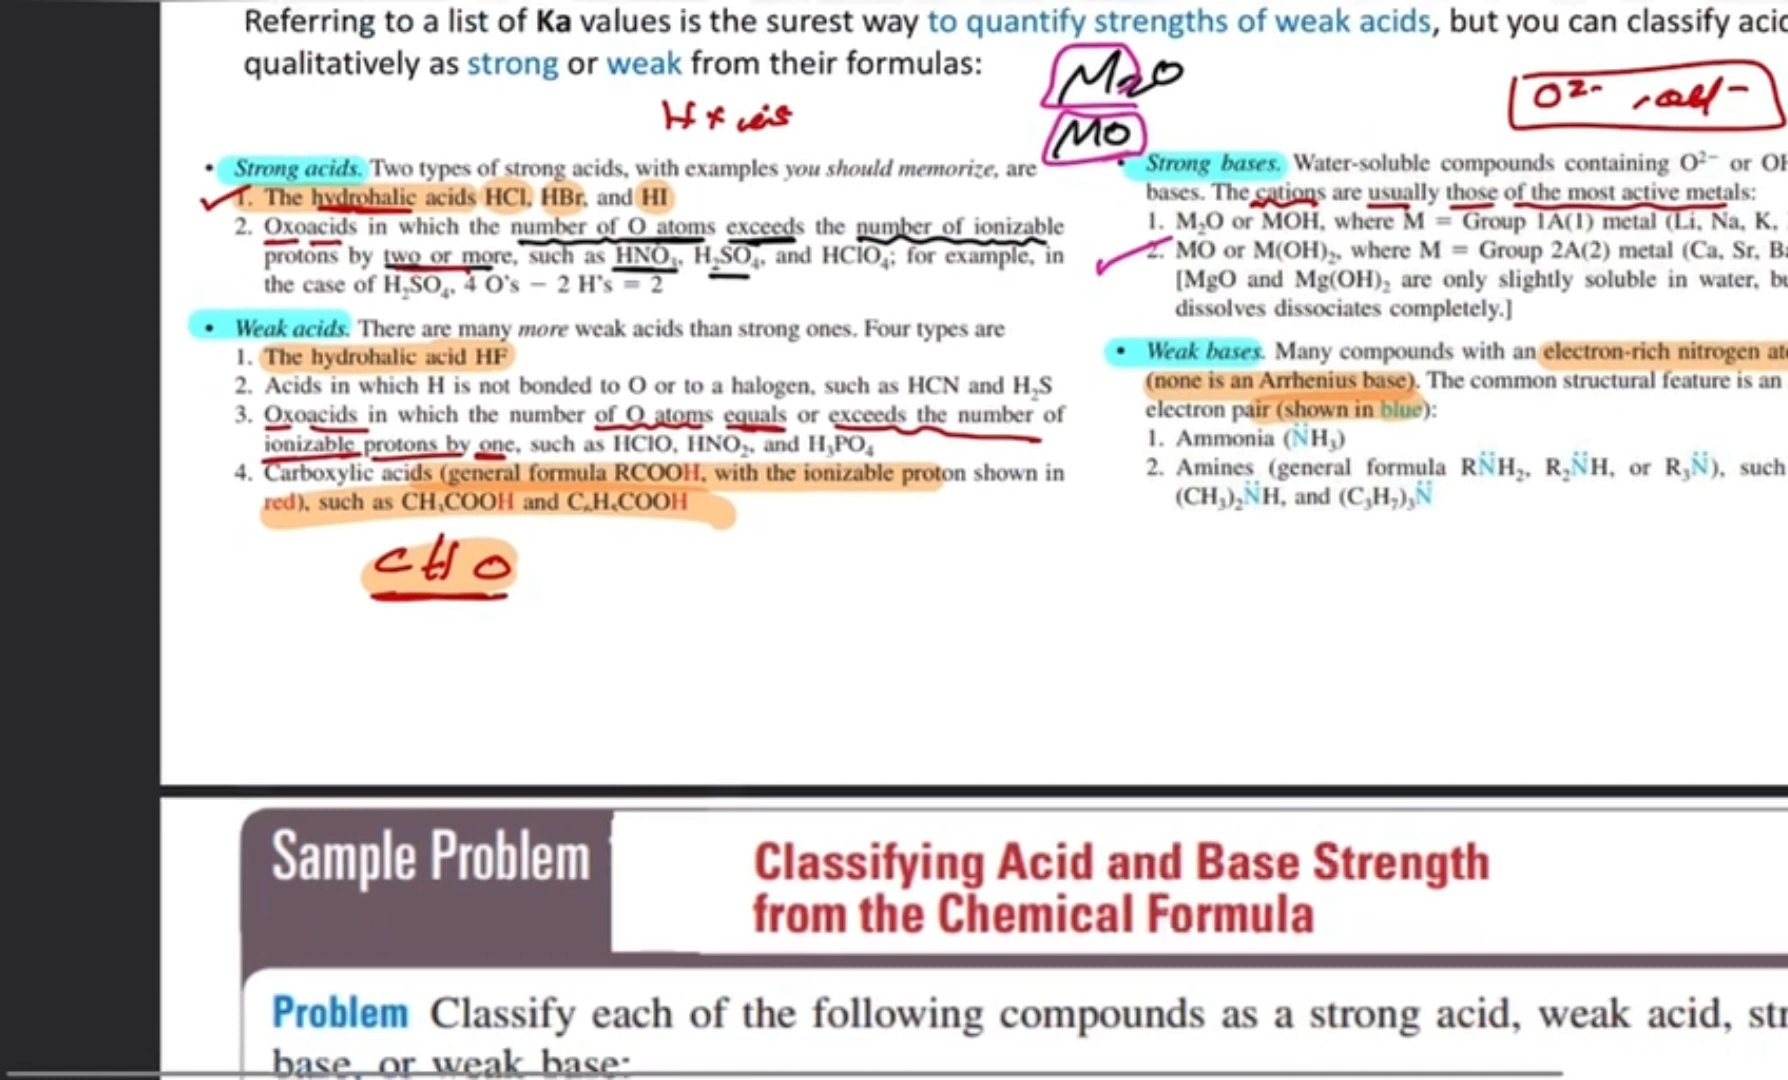 Referring to a list of Ka values is the surest way to quantify strengths of weak acids, but you can classify
qualitatively as strong or weak from their formulas:
M2O
MO
• Strong acids. Two types of strong acids, with examples you should memorize, are
1. The hydrohalic acids HCl, HBr, and HI
2. Oxoacids in which the number of O atoms exceeds the number of ionizable
protons by two or more, such as HNO₃, H₂SO₄, and HClO₄; for example, in
the case of H₂SO₄, 4 O's − 2 H's = 2
• Weak acids. There are many more weak acids than strong ones. Four types are
1. The hydrohalic acid HF
2. Acids in which H is not bonded to O or to a halogen, such as HCN and H₂S
3. Oxoacids in which the number of O atoms equals or exceeds the number of
ionizable protons by one, such as HClO, HNO₂, and H₃PO₄
4. Carboxylic acids (general formula RCOOH, with the ionizable proton shown in
red), such as CH₃COOH and C₆H₅COOH
CHO
O²⁻
• Strong bases. Water-soluble compounds containing O²⁻ or
bases. The cations are usually those of the most active metals:
1. M₂O or MOH, where M = Group 1A(1) metal (Li, Na, K,
2. MO or M(OH)₂, where M = Group 2A(2) metal (Ca, Sr,
[MgO and Mg(OH)₂ are only slightly soluble in water,
dissolves dissociates completely.]
• Weak bases. Many compounds with an electron-rich nitrogen
(none is an Arrhenius base). The common structural feature is an
electron pair (shown in blue):
1. Ammonia (N̈H₃)
2. Amines (general formula RN̈H₂, R₂N̈H, or R₃N̈), such
(CH₃)₂N̈H, and (C₃H₇)₃N̈
Sample Problem
Classifying Acid and Base Strength
from the Chemical Formula
Problem Classify each of the following compounds as a strong acid, weak acid,
base, or weak base: